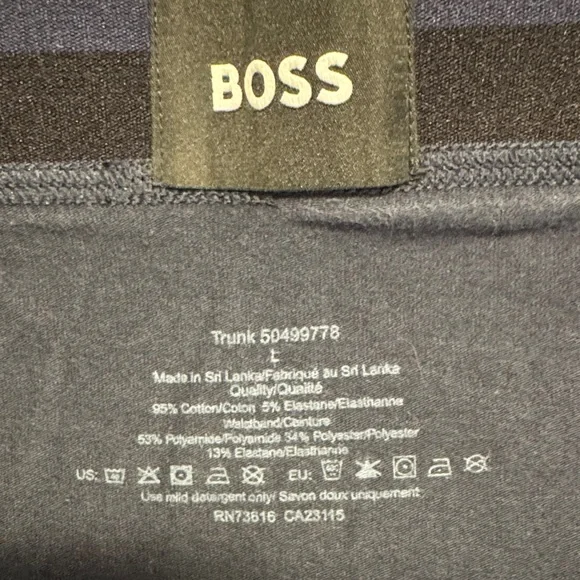 BOSS
Trunk 50499778
L
Made in Sri Lanka/Fabriqué au Sri Lanka
Quality/Qualité
95% Cotton/Coton 5% Elastane/Elasthanne
Waistband/Ceinture
53% Polyamide/Polyamide 34% Polyester/Polyester
13% Elastane/Elasthanne
US: EU:
Use mild detergent only/ Savon doux uniquement
RN73616 CA23115